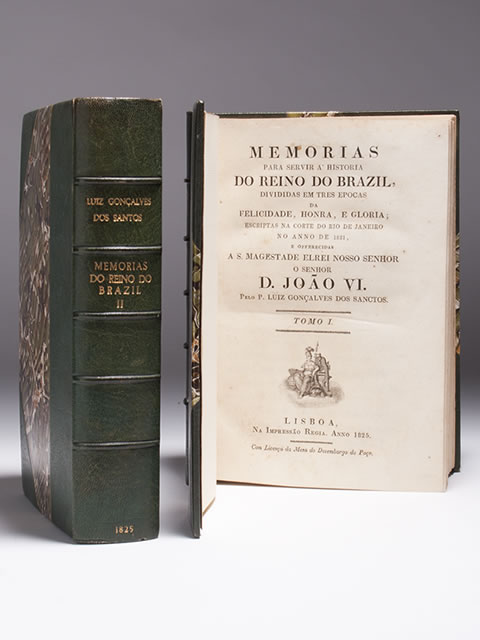 LUIZ GONÇALVES
DOS SANTOS
MEMORIAS
DO REINO DO
BRAZIL
II
1825
MEMORIAS
PARA SERVIR A' HISTORIA
DO REINO DO BRAZIL,
DIVIDIDAS EM TRES EPOCAS
DA
FELICIDADE, HONRA, E GLORIA;
ESCRIPTAS NA CORTE DO RIO DE JANEIRO
NO ANNO DE 1821,
E OFFERECIDAS
A S. MAGESTADE ELREI NOSSO SENHOR
O SENHOR
D. JOÃO VI.
PELO P. LUIZ GONÇALVES DOS SANCTOS.
TOMO I.
LISBOA,
NA IMPRESSÃO REGIA. ANNO 1825.
Com Licença da Meza do Desembargo do Paço.